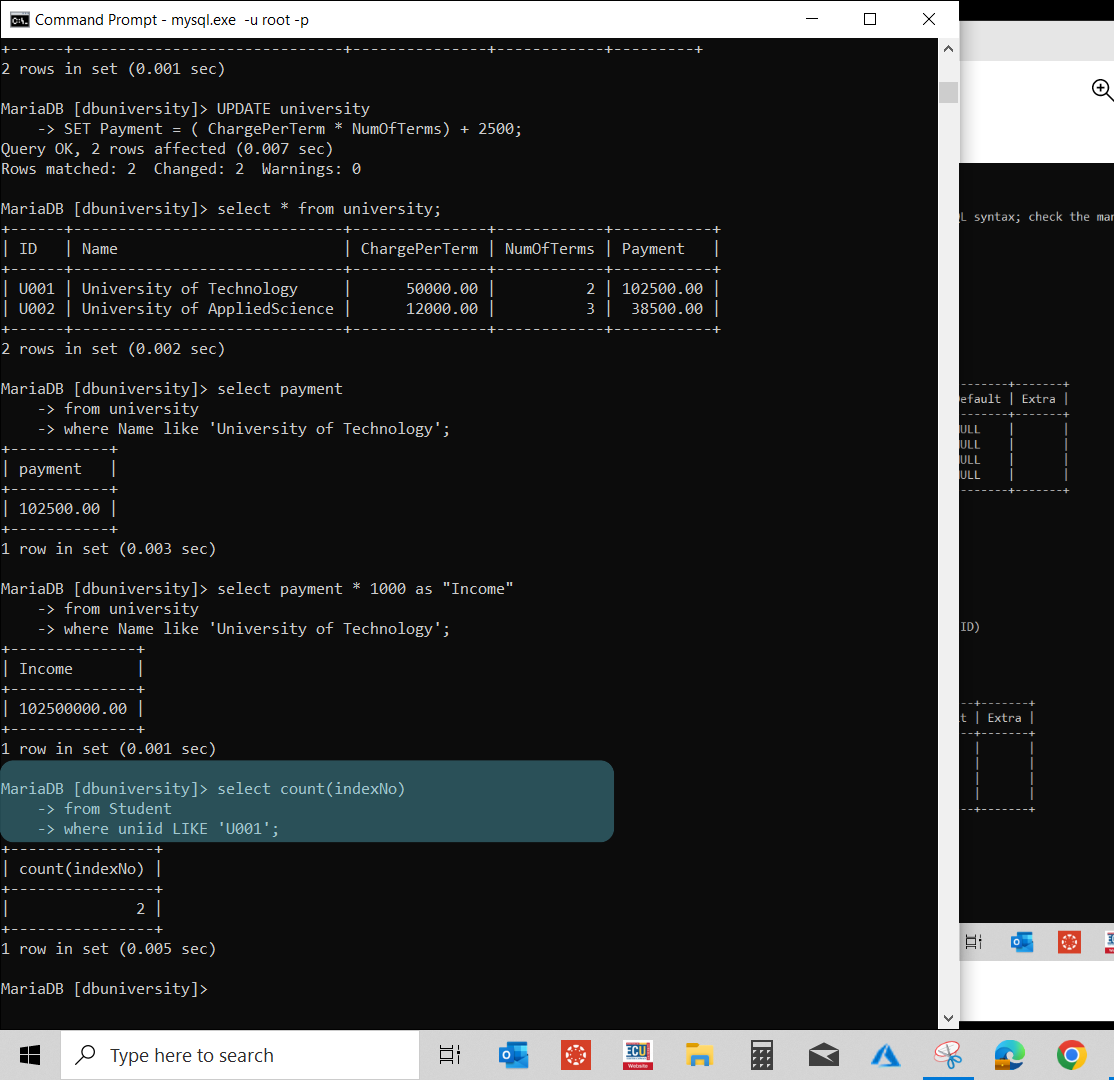 Command Prompt - mysql.exe  -u root -p
+------+------------------------------+---------------+------------+---------+
2 rows in set (0.001 sec)
MariaDB [dbuniversity]> UPDATE university
    -> SET Payment = ( ChargePerTerm * NumOfTerms) + 2500;
Query OK, 2 rows affected (0.007 sec)
Rows matched: 2  Changed: 2  Warnings: 0
MariaDB [dbuniversity]> select * from university;
+------+------------------------------+---------------+------------+-----------+
| ID   | Name                         | ChargePerTerm | NumOfTerms | Payment   |
+------+------------------------------+---------------+------------+-----------+
| U001 | University of Technology     |      50000.00 |          2 | 102500.00 |
| U002 | University of AppliedScience |      12000.00 |          3 |  38500.00 |
+------+------------------------------+---------------+------------+-----------+
2 rows in set (0.002 sec)
MariaDB [dbuniversity]> select payment
    -> from university
    -> where Name like 'University of Technology';
+-----------+
| payment   |
+-----------+
| 102500.00 |
+-----------+
1 row in set (0.003 sec)
MariaDB [dbuniversity]> select payment * 1000 as "Income"
    -> from university
    -> where Name like 'University of Technology';
+--------------+
| Income       |
+--------------+
| 102500000.00 |
+--------------+
1 row in set (0.001 sec)
MariaDB [dbuniversity]> select count(indexNo)
    -> from Student
    -> where uniid LIKE 'U001';
+----------------+
| count(indexNo) |
+----------------+
|              2 |
+----------------+
1 row in set (0.005 sec)
MariaDB [dbuniversity]>
L syntax; check the man
-------+-------+
efault | Extra |
-------+-------+
ULL    |       |
ULL    |       |
ULL    |       |
ULL    |       |
-------+-------+
ID)
--+-------+
t | Extra |
--+-------+
  |       |
  |       |
  |       |
  |       |
--+-------+
Type here to search
ECU
Website